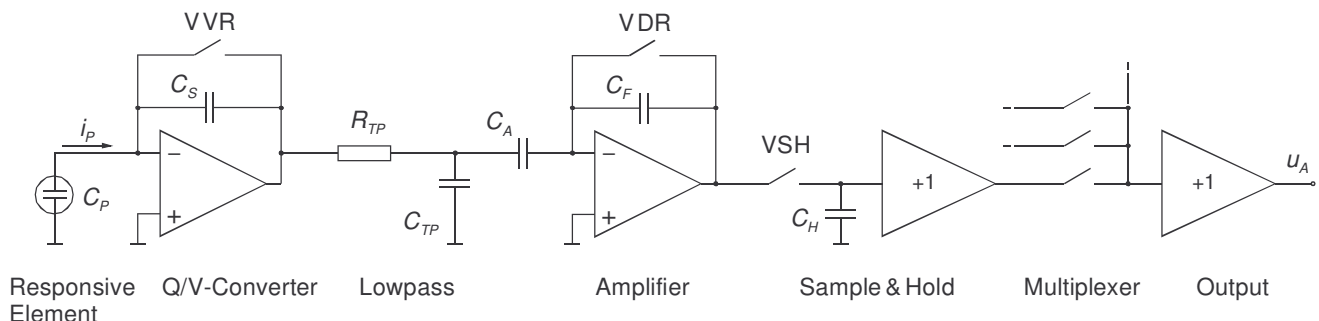 VVR
VDR
C_S
C_F
i_P
R_TP
C_A
VSH
u_A
−
−
+1
+1
C_P
+
C_TP
+
C_H
Responsive Element
Q/V-Converter
Lowpass
Amplifier
Sample & Hold
Multiplexer
Output